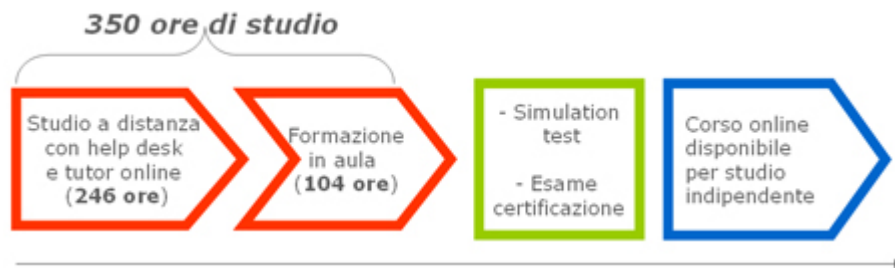 350 ore di studio
Studio a distanza
con help desk
e tutor online
(246 ore)
Formazione
in aula
(104 ore)
- Simulation
test
- Esame
certificazione
Corso online
disponibile
per studio
indipendente